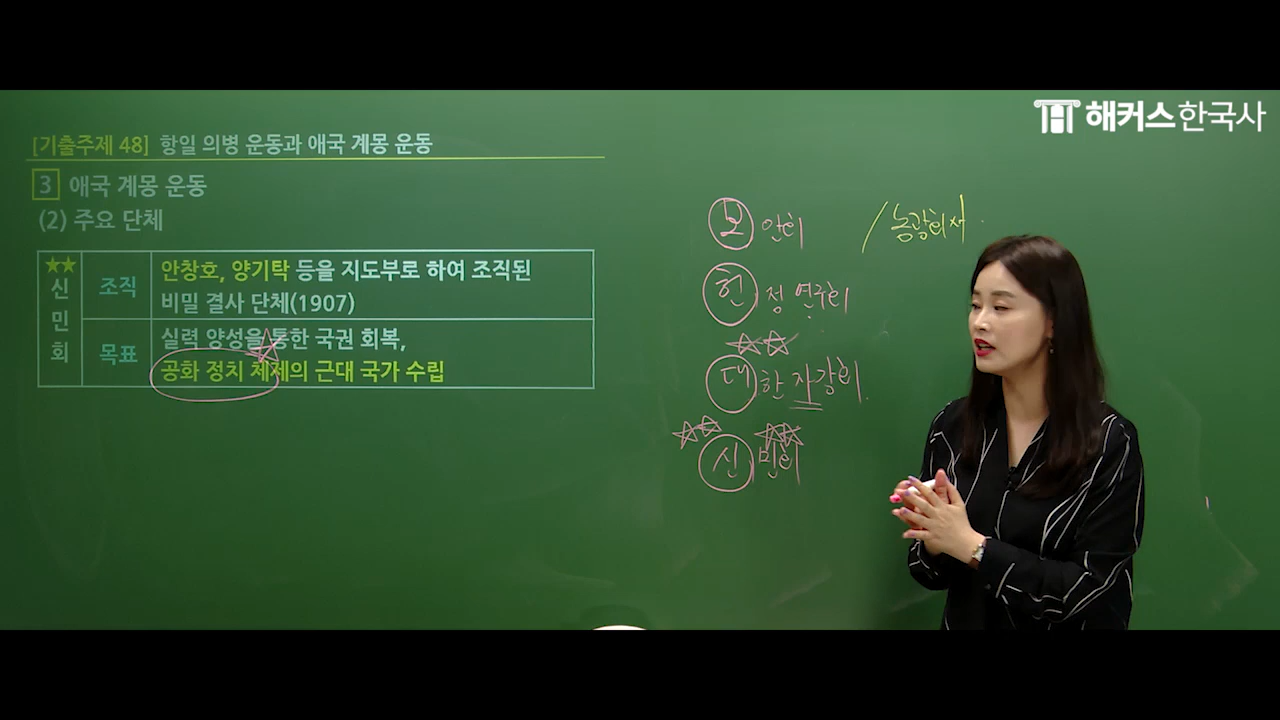 해커스한국사
[기출주제 48] 항일 의병 운동과 애국 계몽 운동
3 애국 계몽 운동
(2) 주요 단체
★★
신민회
조직
안창호, 양기탁 등을 지도부로 하여 조직된
비밀 결사 단체(1907)
목표
실력 양성을 통한 국권 회복,
공화 정치 체제의 근대 국가 수립
보안회 / 농광회사
헌정 연구회
대한 자강회
신민회